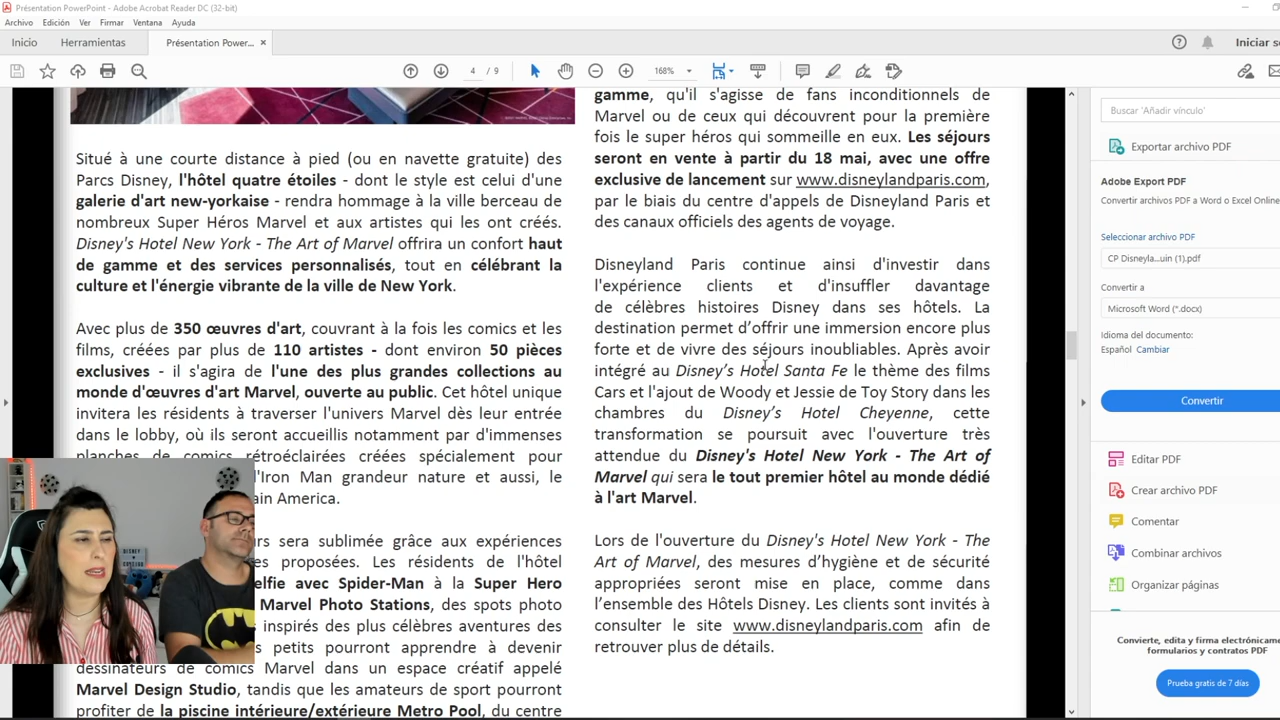 Présentation PowerPoint - Adobe Acrobat Reader DC (32-bit)
Archivo Edición Ver Firmar Ventana Ayuda
Inicio Herramientas Présentation Power... ×
Iniciar se
4 / 9 168%
Situé à une courte distance à pied (ou en navette gratuite) des
Parcs Disney, l'hôtel quatre étoiles - dont le style est celui d'une
galerie d'art new-yorkaise - rendra hommage à la ville berceau de
nombreux Super Héros Marvel et aux artistes qui les ont créés.
Disney's Hotel New York - The Art of Marvel offrira un confort haut
de gamme et des services personnalisés, tout en célébrant la
culture et l'énergie vibrante de la ville de New York.
Avec plus de 350 œuvres d'art, couvrant à la fois les comics et les
films, créées par plus de 110 artistes - dont environ 50 pièces
exclusives - il s'agira de l'une des plus grandes collections au
monde d'œuvres d'art Marvel, ouverte au public. Cet hôtel unique
invitera les résidents à traverser l'univers Marvel dès leur entrée
dans le lobby, où ils seront accueillis notamment par d'immenses
planches de comics rétroéclairées créées spécialement pour
l'Iron Man grandeur nature et aussi, le
ain America.
rs sera sublimée grâce aux expériences
es proposées. Les résidents de l'hôtel
elfie avec Spider-Man à la Super Hero
Marvel Photo Stations, des spots photo
inspirés des plus célèbres aventures des
s petits pourront apprendre à devenir
dessinateurs de comics Marvel dans un espace créatif appelé
Marvel Design Studio, tandis que les amateurs de sport pourront
profiter de la piscine intérieure/extérieure Metro Pool, du centre
gamme, qu'il s'agisse de fans inconditionnels de
Marvel ou de ceux qui découvrent pour la première
fois le super héros qui sommeille en eux. Les séjours
seront en vente à partir du 18 mai, avec une offre
exclusive de lancement sur www.disneylandparis.com,
par le biais du centre d'appels de Disneyland Paris et
des canaux officiels des agents de voyage.
Disneyland Paris continue ainsi d'investir dans
l'expérience clients et d'insuffler davantage
de célèbres histoires Disney dans ses hôtels. La
destination permet d’offrir une immersion encore plus
forte et de vivre des séjours inoubliables. Après avoir
intégré au Disney’s Hotel Santa Fe le thème des films
Cars et l'ajout de Woody et Jessie de Toy Story dans les
chambres du Disney’s Hotel Cheyenne, cette
transformation se poursuit avec l'ouverture très
attendue du Disney's Hotel New York - The Art of
Marvel qui sera le tout premier hôtel au monde dédié
à l'art Marvel.
Lors de l'ouverture du Disney's Hotel New York - The
Art of Marvel, des mesures d’hygiène et de sécurité
appropriées seront mise en place, comme dans
l’ensemble des Hôtels Disney. Les clients sont invités à
consulter le site www.disneylandparis.com afin de
retrouver plus de détails.
Buscar 'Añadir vínculo'
Exportar archivo PDF
Adobe Export PDF
Convertir archivos PDF a Word o Excel Online
Seleccionar archivo PDF
CP Disneyla...uin (1).pdf
Convertir a
Microsoft Word (*.docx)
Idioma del documento:
Español Cambiar
Convertir
Editar PDF
Crear archivo PDF
Comentar
Combinar archivos
Organizar páginas
Convierte, edita y firma electrónicame
formularios y contratos PDF
Prueba gratis de 7 días